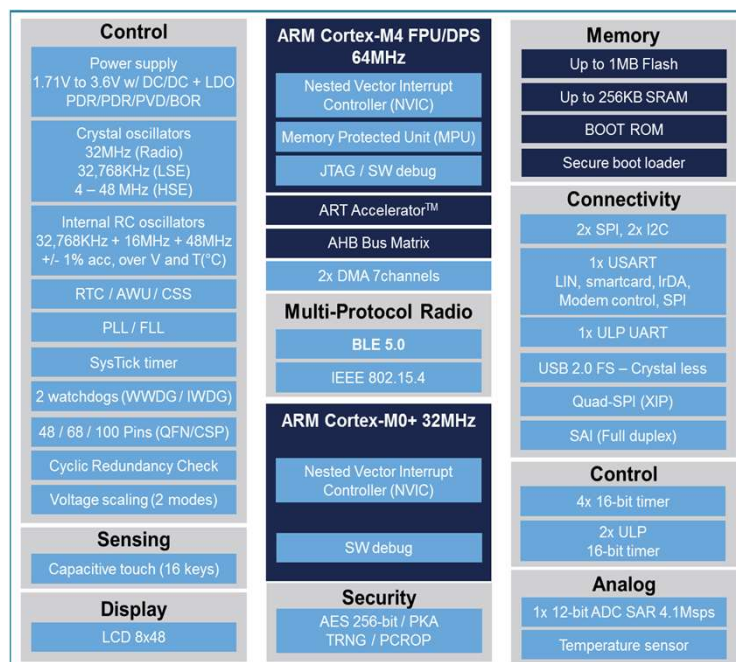 Control
Power supply
1.71V to 3.6V w/ DC/DC + LDO
PDR/PDR/PVD/BOR
Crystal oscillators
32MHz (Radio)
32,768KHz (LSE)
4 – 48 MHz (HSE)
Internal RC oscillators
32,768KHz + 16MHz + 48MHz
+/- 1% acc, over V and T(°C)
RTC / AWU / CSS
PLL / FLL
SysTick timer
2 watchdogs (WWDG / IWDG)
48 / 68 / 100 Pins (QFN/CSP)
Cyclic Redundancy Check
Voltage scaling (2 modes)
Sensing
Capacitive touch (16 keys)
Display
LCD 8x48
ARM Cortex-M4 FPU/DPS
64MHz
Nested Vector Interrupt
Controller (NVIC)
Memory Protected Unit (MPU)
JTAG / SW debug
ART Accelerator™
AHB Bus Matrix
2x DMA 7channels
Multi-Protocol Radio
BLE 5.0
IEEE 802.15.4
ARM Cortex-M0+ 32MHz
Nested Vector Interrupt
Controller (NVIC)
SW debug
Security
AES 256-bit / PKA
TRNG / PCROP
Memory
Up to 1MB Flash
Up to 256KB SRAM
BOOT ROM
Secure boot loader
Connectivity
2x SPI, 2x I2C
1x USART
LIN, smartcard, IrDA,
Modem control, SPI
1x ULP UART
USB 2.0 FS – Crystal less
Quad-SPI (XIP)
SAI (Full duplex)
Control
4x 16-bit timer
2x ULP
16-bit timer
Analog
1x 12-bit ADC SAR 4.1Msps
Temperature sensor